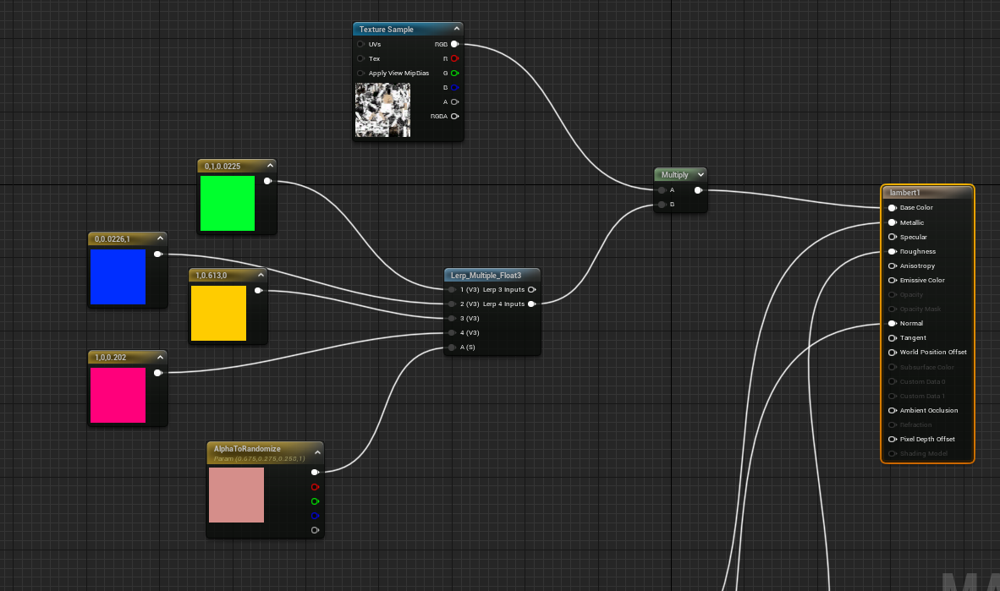 Texture Sample
UVs RGB
Tex R
Apply View MipBias G
B
A
RGBA
0,1,0.0225
0,0.0226,1
1,0.613,0
1,0,0.202
Lerp_Multiple_Float3
1 (V3) Lerp 3 Inputs
2 (V3) Lerp 4 Inputs
3 (V3)
4 (V3)
A (S)
AlphaToRandomize
Param (0.675,0.275,0.250,1)
Multiply
A
B
lambert1
Base Color
Metallic
Specular
Roughness
Anisotropy
Emissive Color
Opacity
Opacity Mask
Normal
Tangent
World Position Offset
Subsurface Color
Custom Data 0
Custom Data 1
Ambient Occlusion
Refraction
Pixel Depth Offset
Shading Model